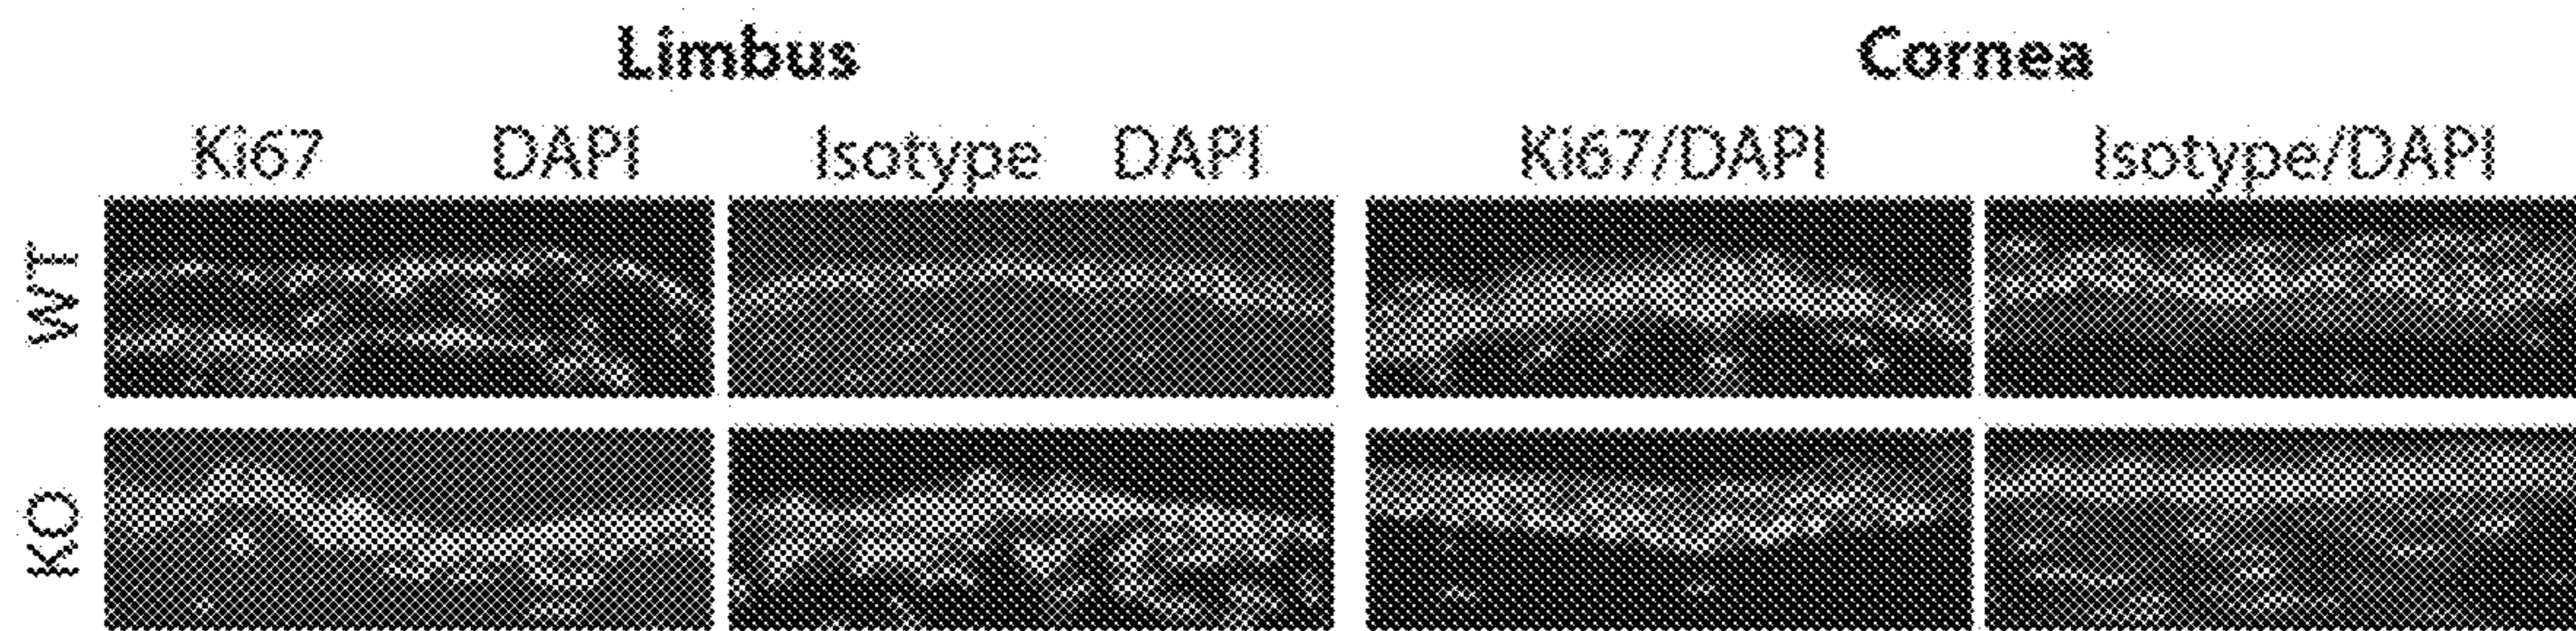 Limbus Cornea
Ki67 DAPI Isotype DAPI Ki67/DAPI Isotype/DAPI
WT
KO